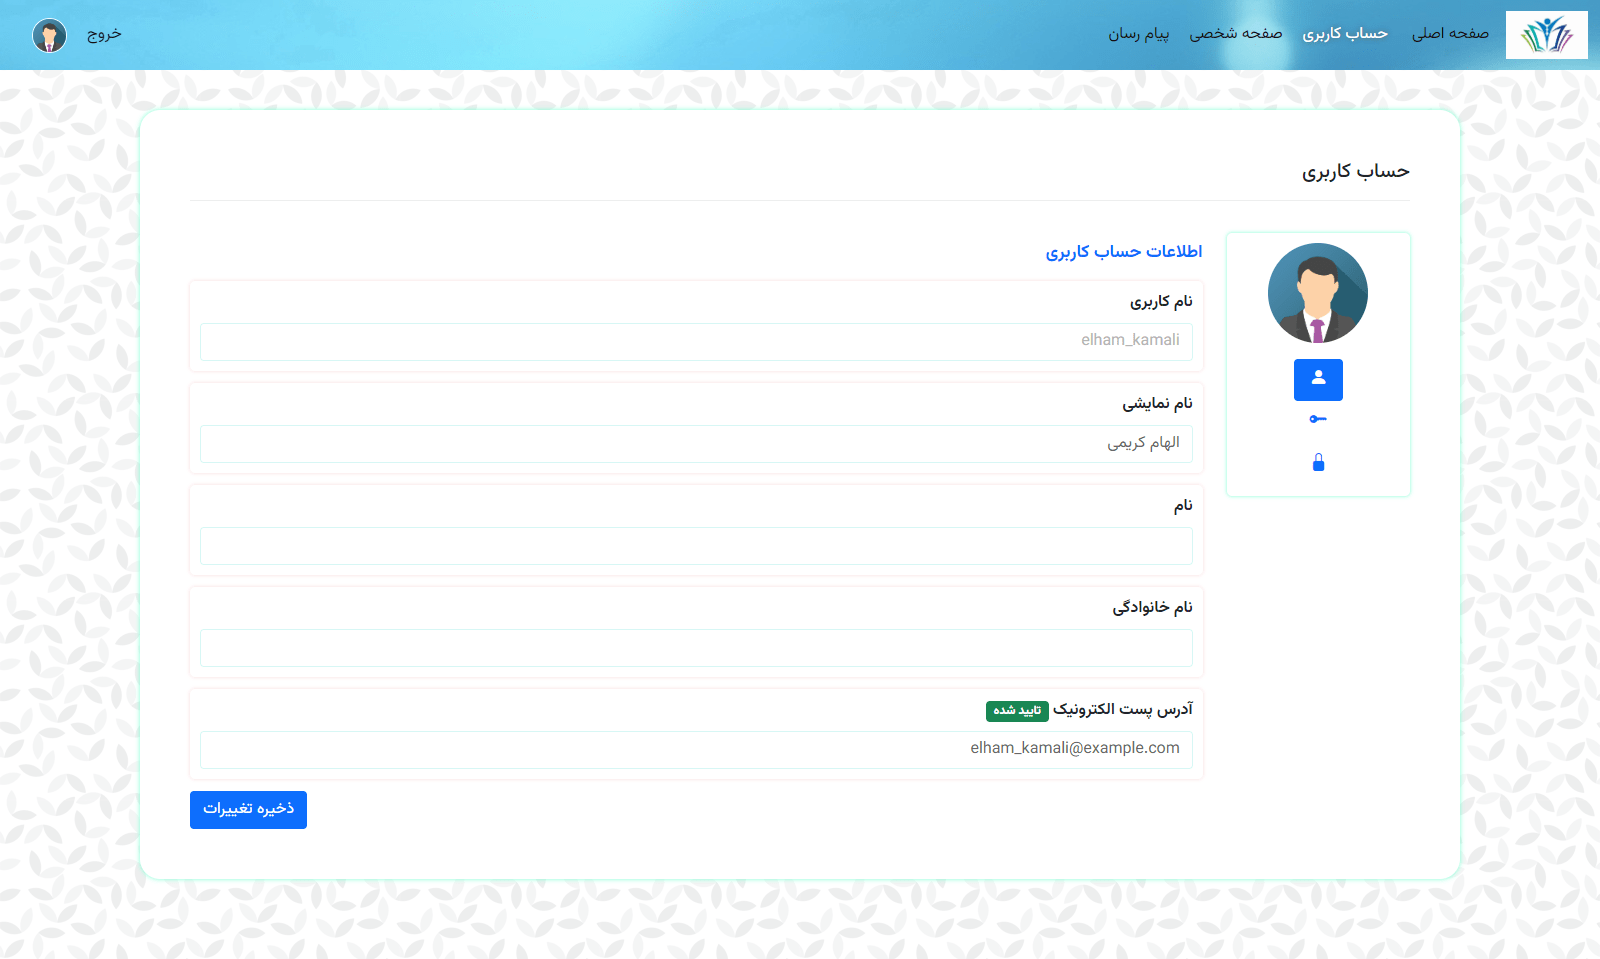 صفحه اصلی حساب کاربری صفحه شخصی پیام رسان خروج
حساب کاربری
اطلاعات حساب کاربری
نام کاربری
elham_kamali
نام نمایشی
الهام کریمی
نام
نام خانوادگی
آدرس پست الکترونیک تایید شده
elham_kamali@example.com
ذخیره تغییرات